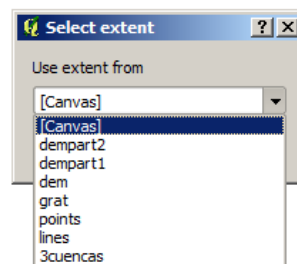 Select extent
Use extent from
[Canvas]
[Canvas]
dempart2
dempart1
dem
grat
points
lines
3cuencas